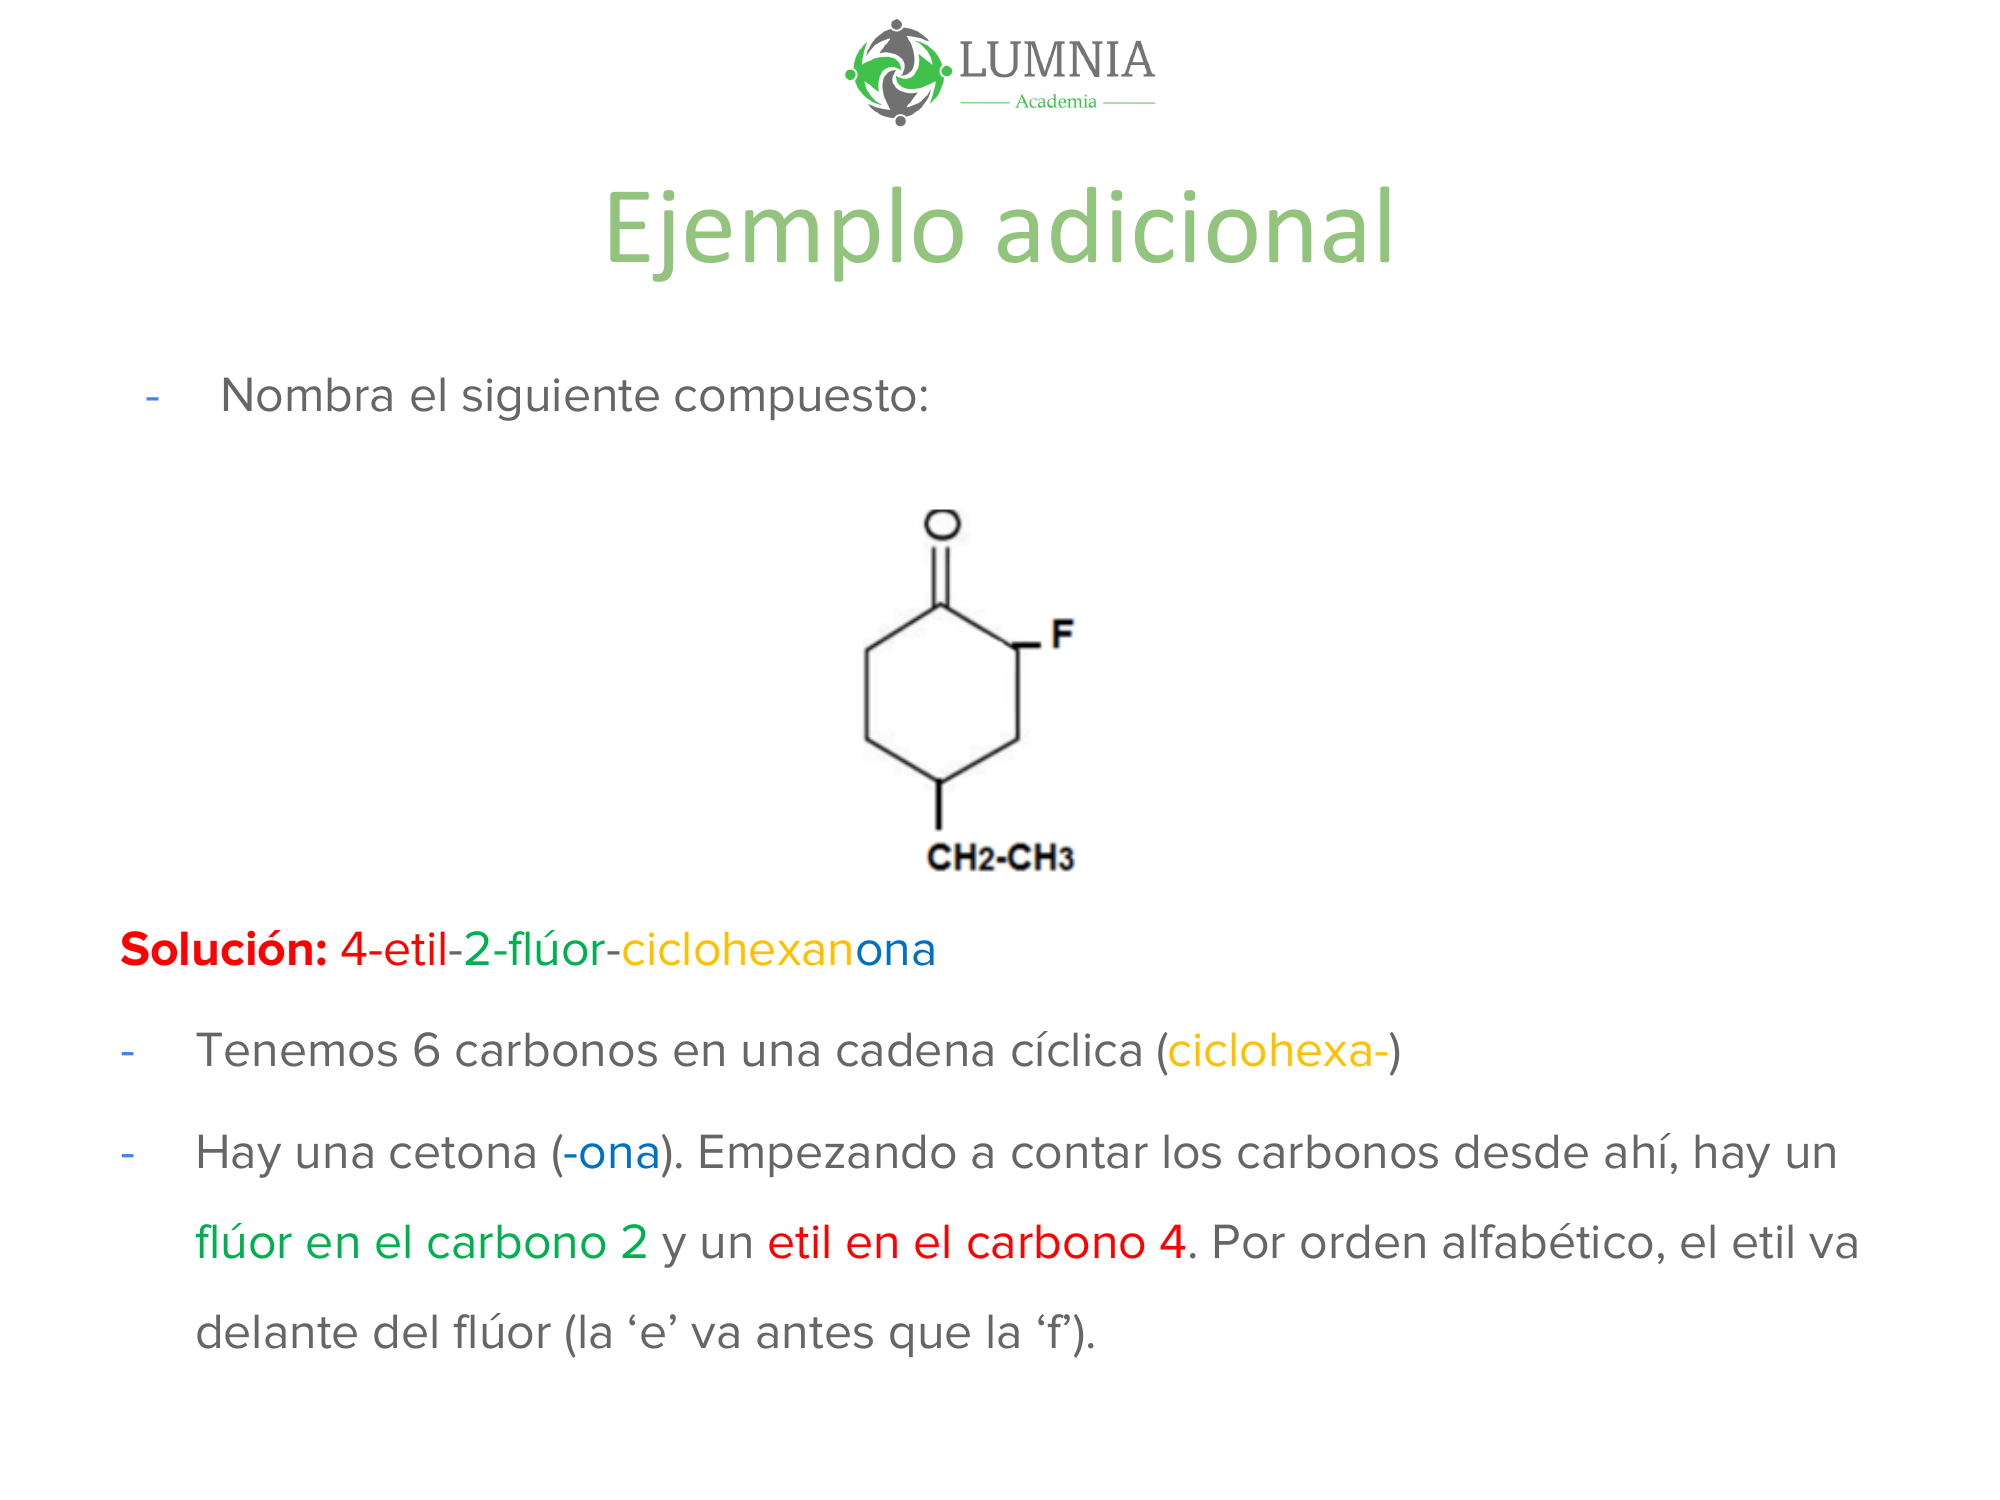 LUMNIA
Academia
Ejemplo adicional
- Nombra el siguiente compuesto:
O
F
CH2-CH3
Solución: 4-etil-2-flúor-ciclohexanona
- Tenemos 6 carbonos en una cadena cíclica (ciclohexa-)
- Hay una cetona (-ona). Empezando a contar los carbonos desde ahí, hay un
flúor en el carbono 2 y un etil en el carbono 4. Por orden alfabético, el etil va
delante del flúor (la ‘e’ va antes que la ‘f’).